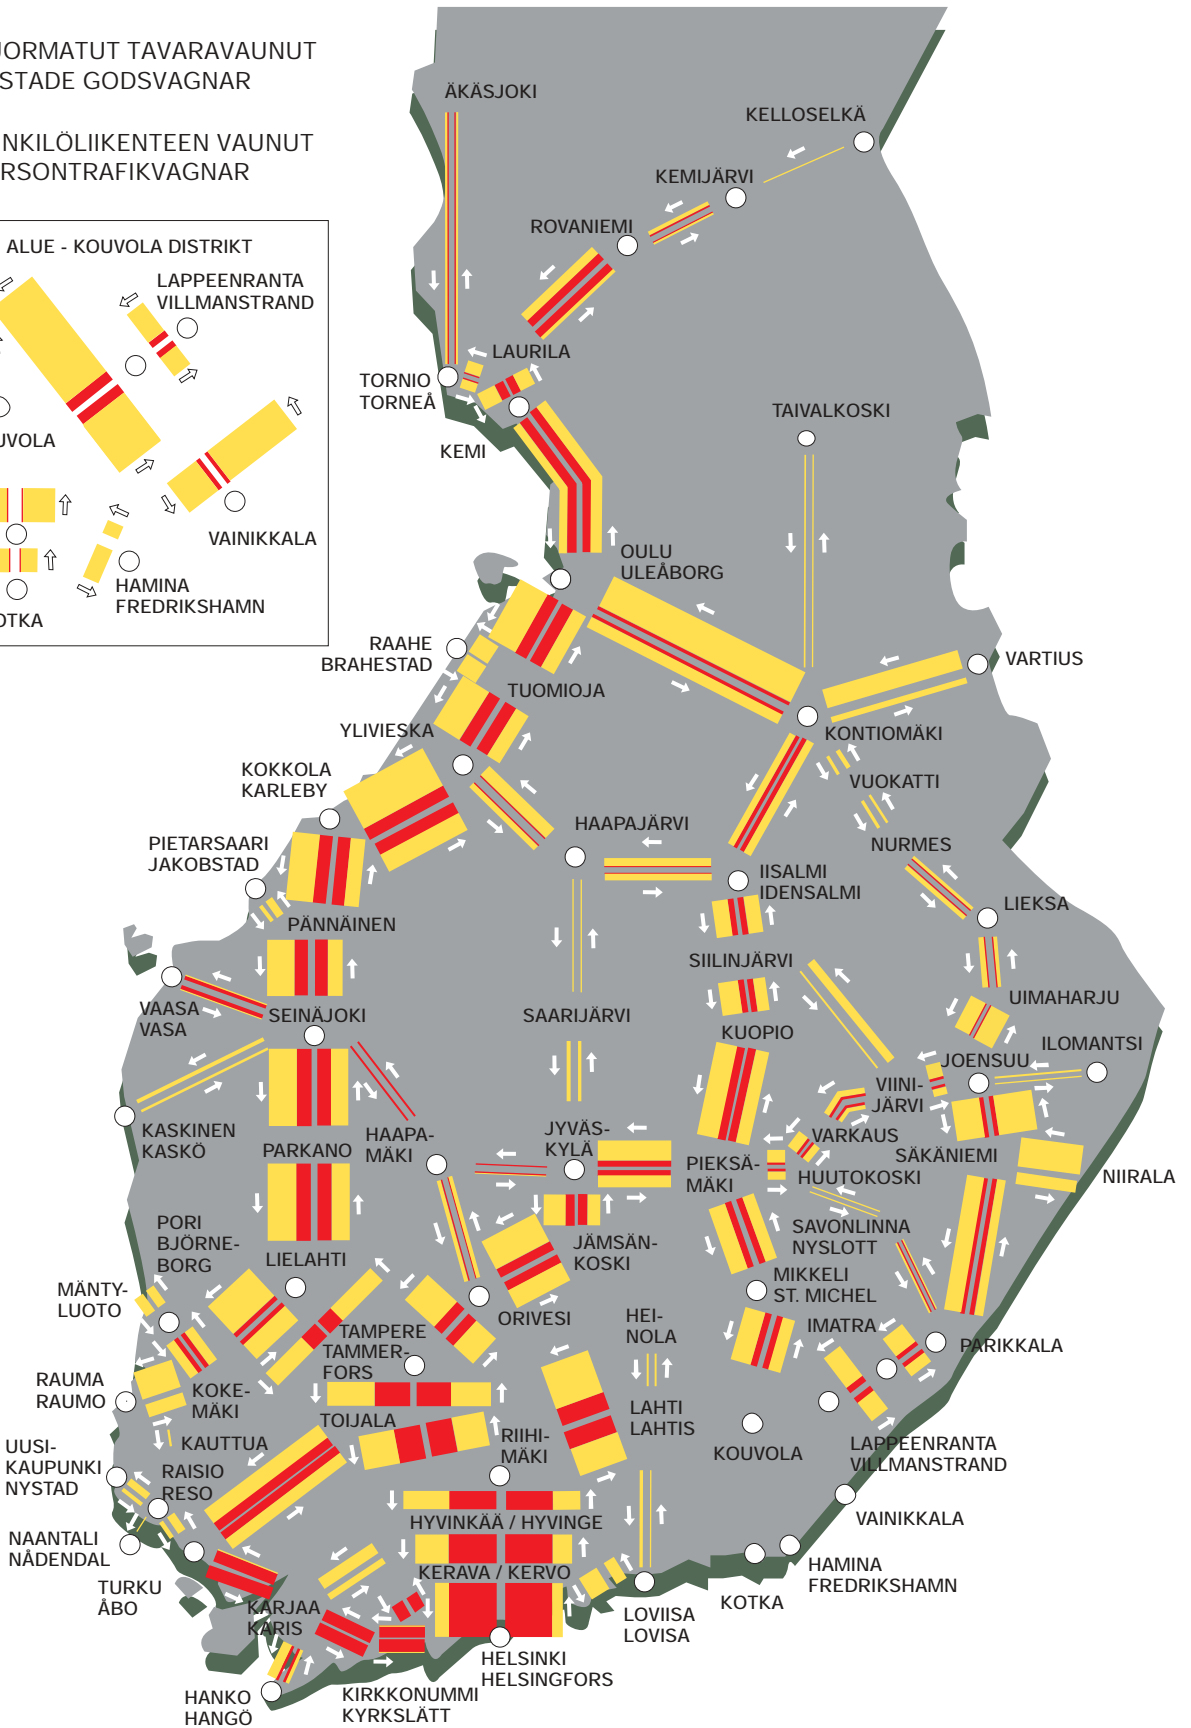 UORMATUT TAVARAVAUNUT
STADE GODSVAGNAR
NKILÖLIIKENTEEN VAUNUT
RSONTRAFIKVAGNAR
ALUE - KOUVOLA DISTRIKT
LAPPEENRANTA
VILLMANSTRAND
UVOLA
VAINIKKALA
HAMINA
FREDRIKSHAMN
OTKA
ÄKÄSJOKI
KELLOSELKÄ
KEMIJÄRVI
ROVANIEMI
LAURILA
TORNIO
TORNEÅ
KEMI
TAIVALKOSKI
OULU
ULEÅBORG
RAAHE
BRAHESTAD
TUOMIOJA
VARTIUS
KONTIOMÄKI
YLIVIESKA
VUOKATTI
KOKKOLA
KARLEBY
HAAPAJÄRVI
NURMES
PIETARSAARI
JAKOBSTAD
IISALMI
IDENSALMI
LIEKSA
PÄNNÄINEN
SIILINJÄRVI
UIMAHARJU
VAASA
VASA
SEINÄJOKI
SAARIJÄRVI
KUOPIO
ILOMANTSI
JOENSUU
VIINI-
JÄRVI
KASKINEN
KASKÖ
PARKANO
HAAPA-
MÄKI
JYVÄS-
KYLÄ
VARKAUS
SÄKÄNIEMI
PIEKSÄ-
MÄKI
HUUTOKOSKI
NIIRALA
PORI
BJÖRNE-
BORG
LIELAHTI
JÄMSÄN-
KOSKI
SAVONLINNA
NYSLOTT
MÄNTY-
LUOTO
MIKKELI
ST. MICHEL
ORIVESI
HEI-
NOLA
IMATRA
PARIKKALA
TAMPERE
TAMMER-
FORS
RAUMA
RAUMO
KOKE-
MÄKI
LAHTI
LAHTIS
KAUTTUA
TOIJALA
RIIHI-
MÄKI
KOUVOLA
LAPPEENRANTA
VILLMANSTRAND
UUSI-
KAUPUNKI
NYSTAD
RAISIO
RESO
HYVINKÄÄ / HYVINGE
VAINIKKALA
NAANTALI
NÅDENDAL
KERAVA / KERVO
HAMINA
FREDRIKSHAMN
TURKU
ÅBO
KARJAA
KARIS
LOVIISA
LOVISA
KOTKA
HELSINKI
HELSINGFORS
HANKO
HANGÖ
KIRKKONUMMI
KYRKSLÄTT